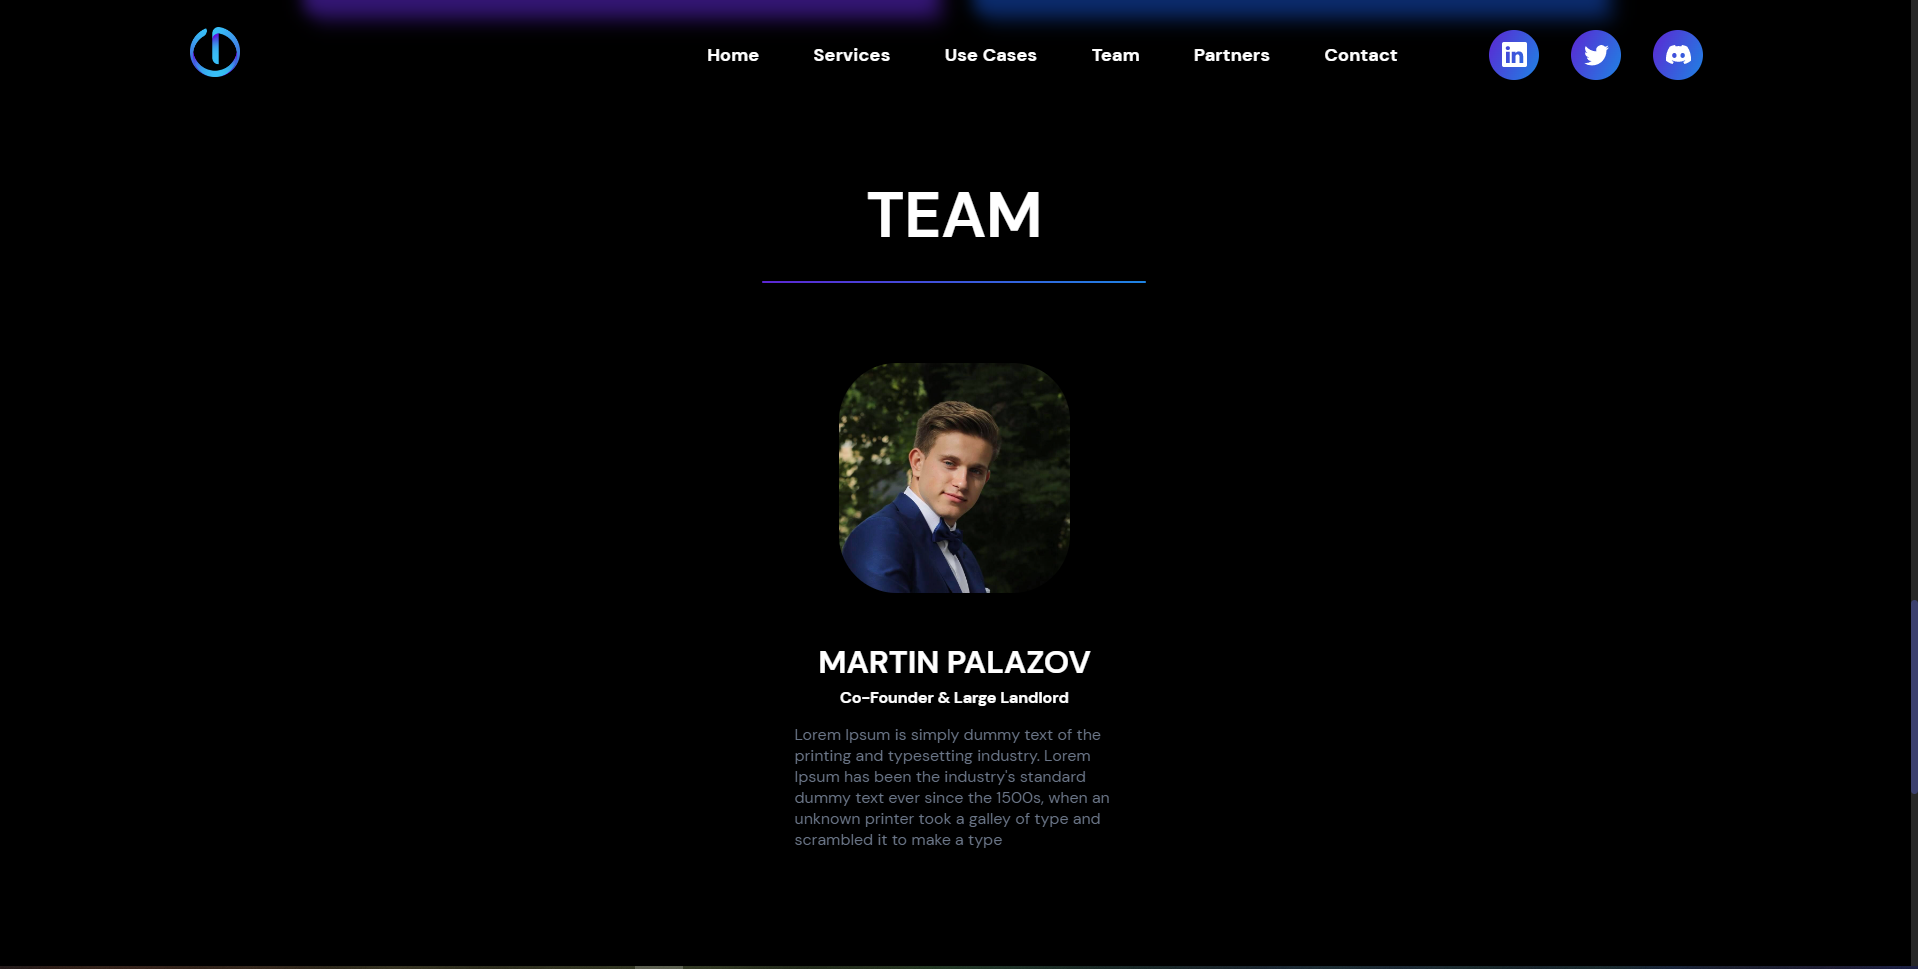 Home Services Use Cases Team Partners Contact
TEAM
MARTIN PALAZOV
Co-Founder & Large Landlord
Lorem Ipsum is simply dummy text of the
printing and typesetting industry. Lorem
Ipsum has been the industry's standard
dummy text ever since the 1500s, when an
unknown printer took a galley of type and
scrambled it to make a type